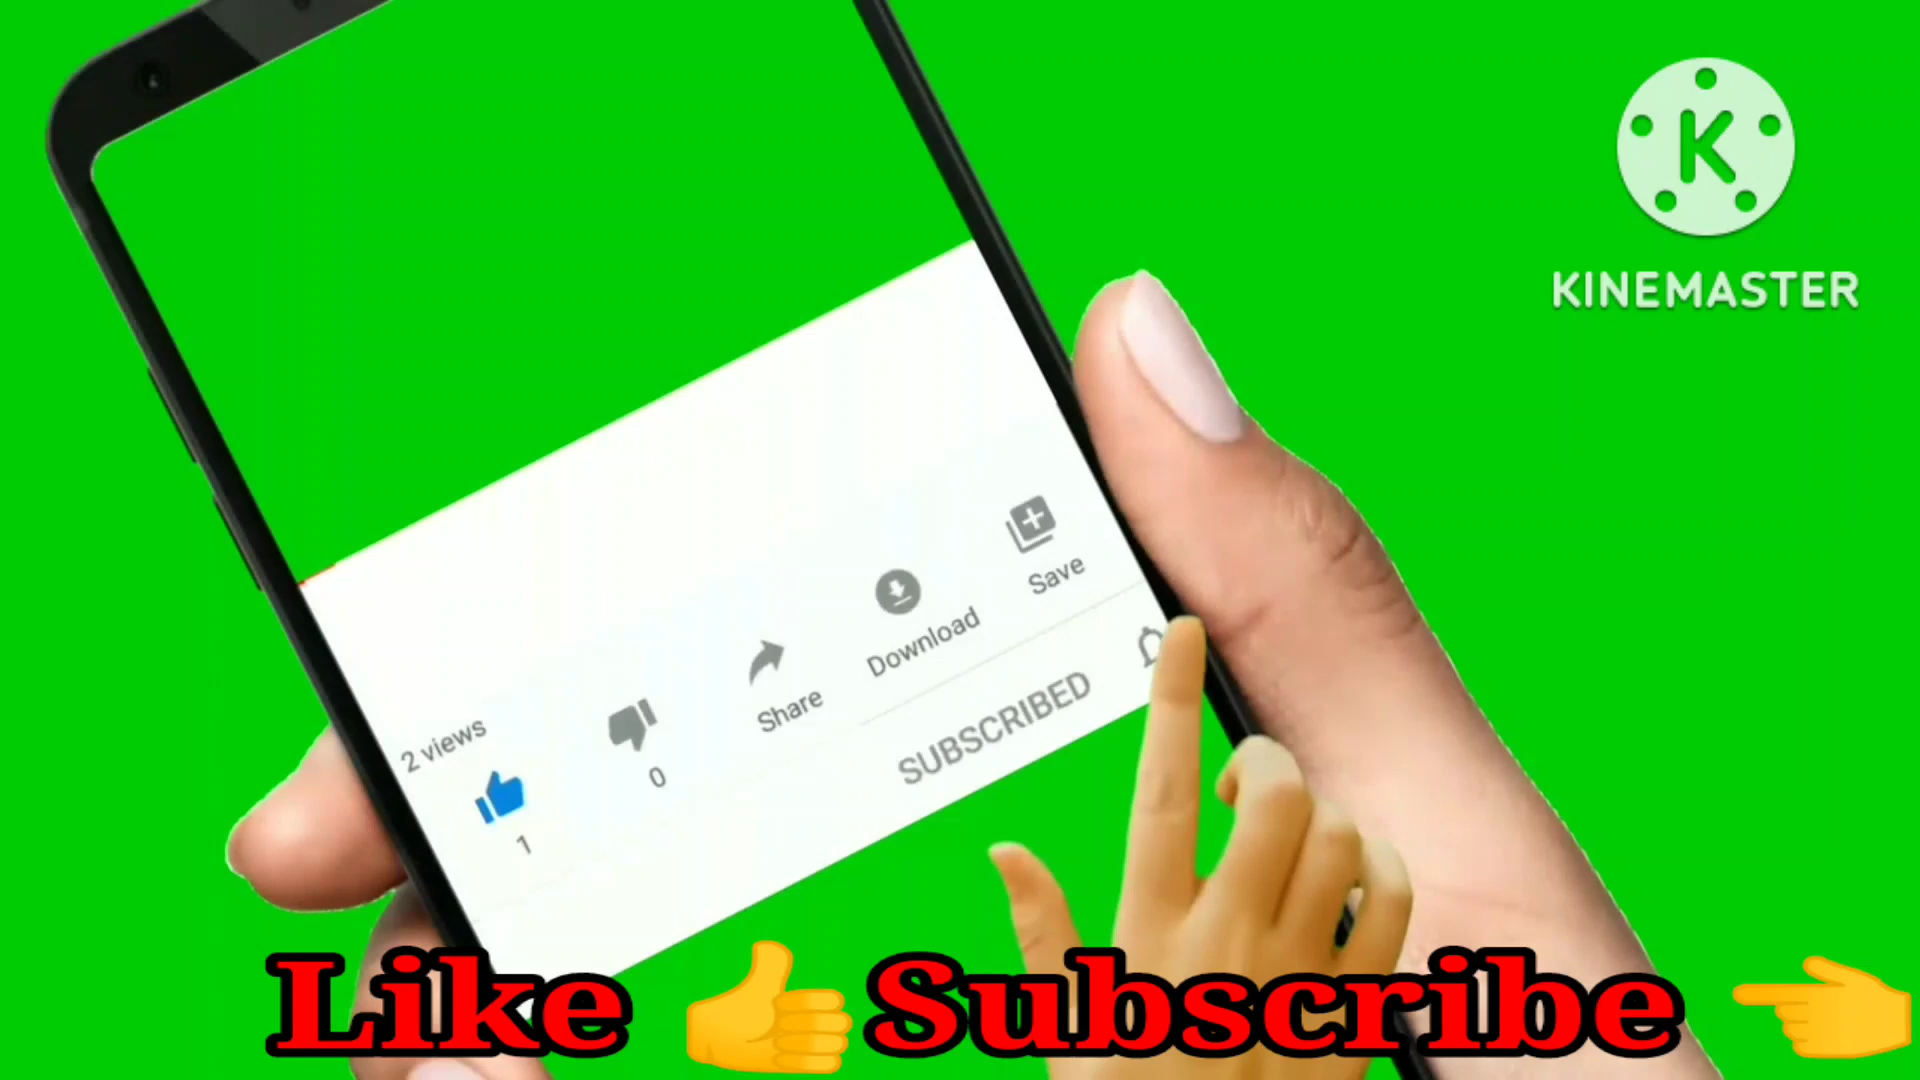 K
KINEMASTER
Save
Download
Share
2 views
0
1
SUBSCRIBED
Like 👍 Subscribe 👈